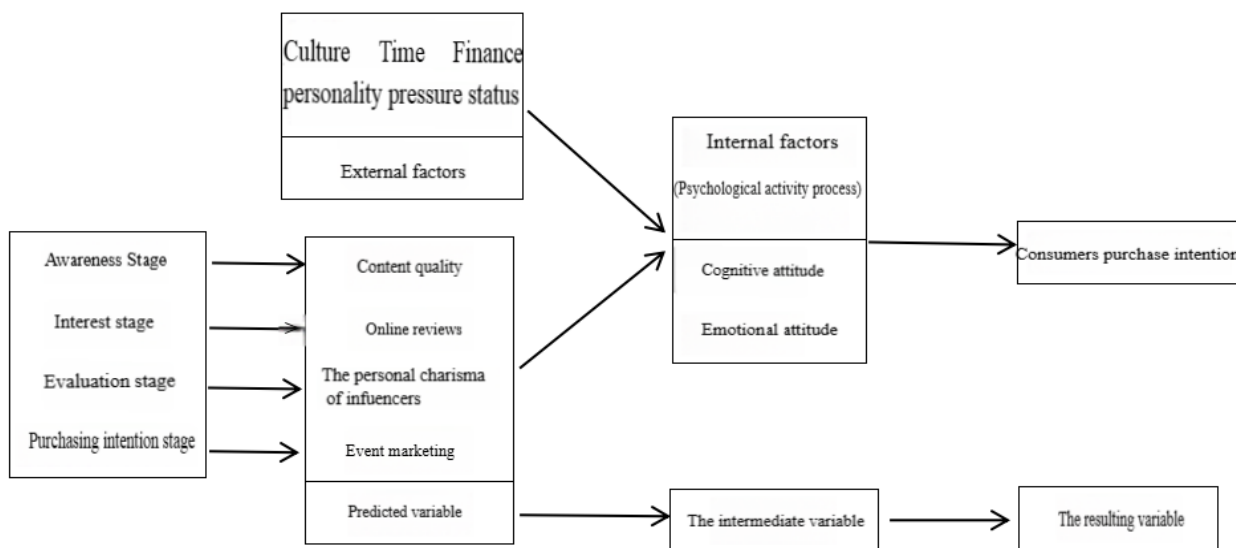 Culture Time Finance
personality pressure status
External factors
Internal factors
(Psychological activity process)
Cognitive attitude
Emotional attitude
Consumers purchase intention
Awareness Stage
Interest stage
Evaluation stage
Purchasing intention stage
Content quality
Online reviews
The personal charisma
of infuencers
Event marketing
Predicted variable
The intermediate variable
The resulting variable